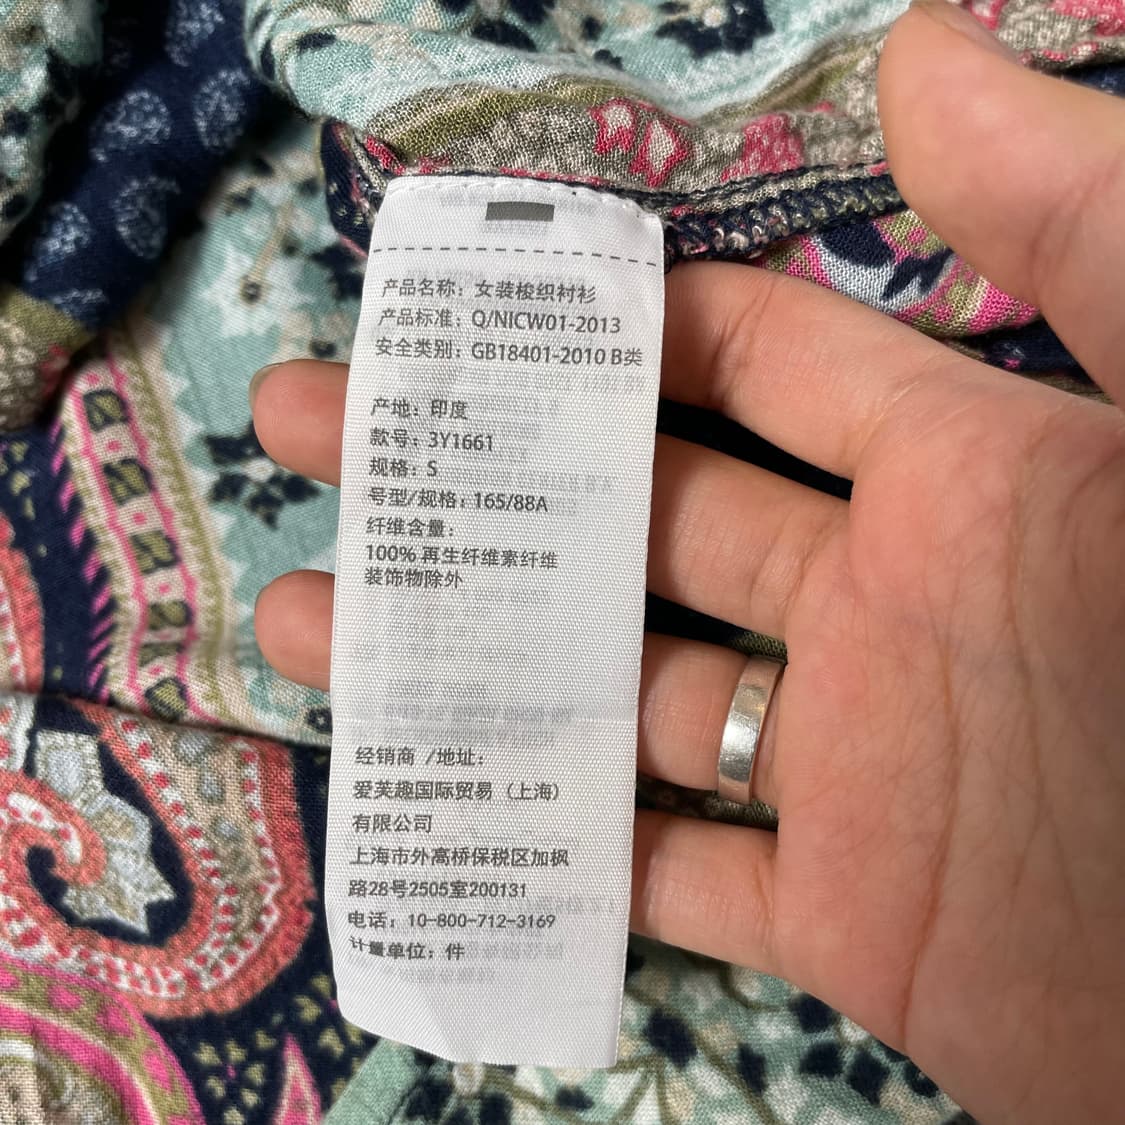 产品名称：女装梭织衬衫
产品标准：Q/NICW01-2013
安全类别：GB18401-2010 B类
产地：印度
款号：3Y1661
规格：S
号型/规格：165/88A
纤维含量：
100% 再生纤维素纤维
装饰物除外
经销商 /地址：
爱芙趣国际贸易（上海）
有限公司
上海市外高桥保税区加枫
路28号2505室200131
电话：10-800-712-3169
计量单位：件